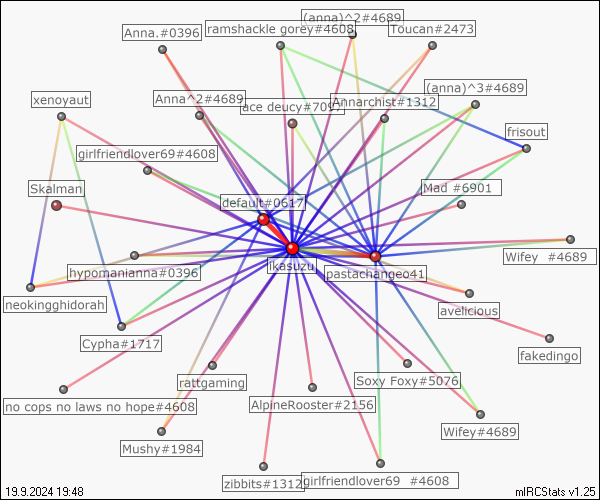 (anna)^2#4689
Anna.#0396
ramshackle gorey#4608
Toucan#2473
(anna)^3#4689
xenoyaut
Anna^2#4689
ace deucy#709
Annarchist#1312
frisout
girlfriendlover69#4608
Skalman
Mad #6901
default#0617
Wifey #4689
ikasuzu
hypomanianna#0396
pastachangeo41
neokingghidorah
avelicious
Cypha#1717
fakedingo
rattgaming
Soxy Foxy#5076
no cops no laws no hope#4608
AlpineRooster#2156
Mushy#1984
Wifey#4689
zibbits#1312
girlfriendlover69 #4608
19.9.2024 19:48
mIRCStats v1.25